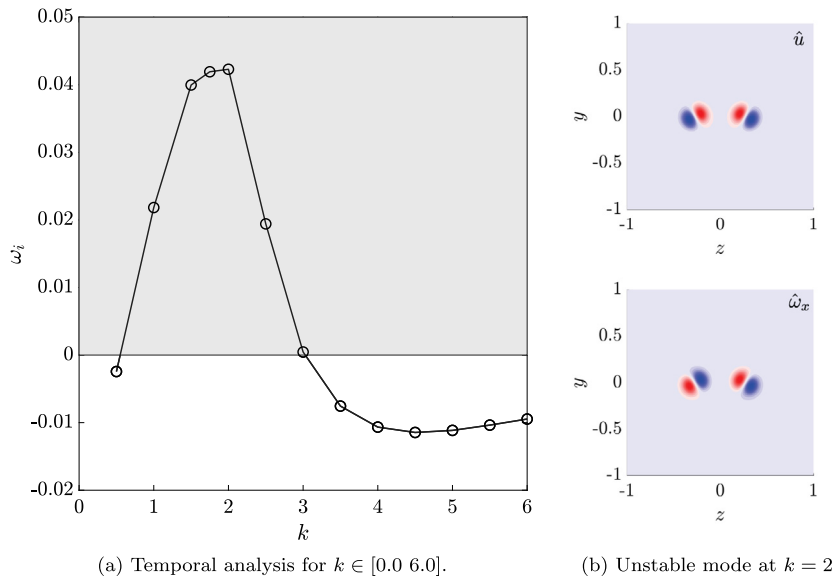 0.05
0.04
0.03
0.02
0.01
0
-0.01
-0.02
ωᵢ
0 1 2 3 4 5 6
k
(a) Temporal analysis for k ∈ [0.0 6.0].
1
0.5
0
-0.5
-1
y
û
-1 0 1
z
1
0.5
0
-0.5
-1
y
ω̂ₓ
-1 0 1
z
(b) Unstable mode at k = 2